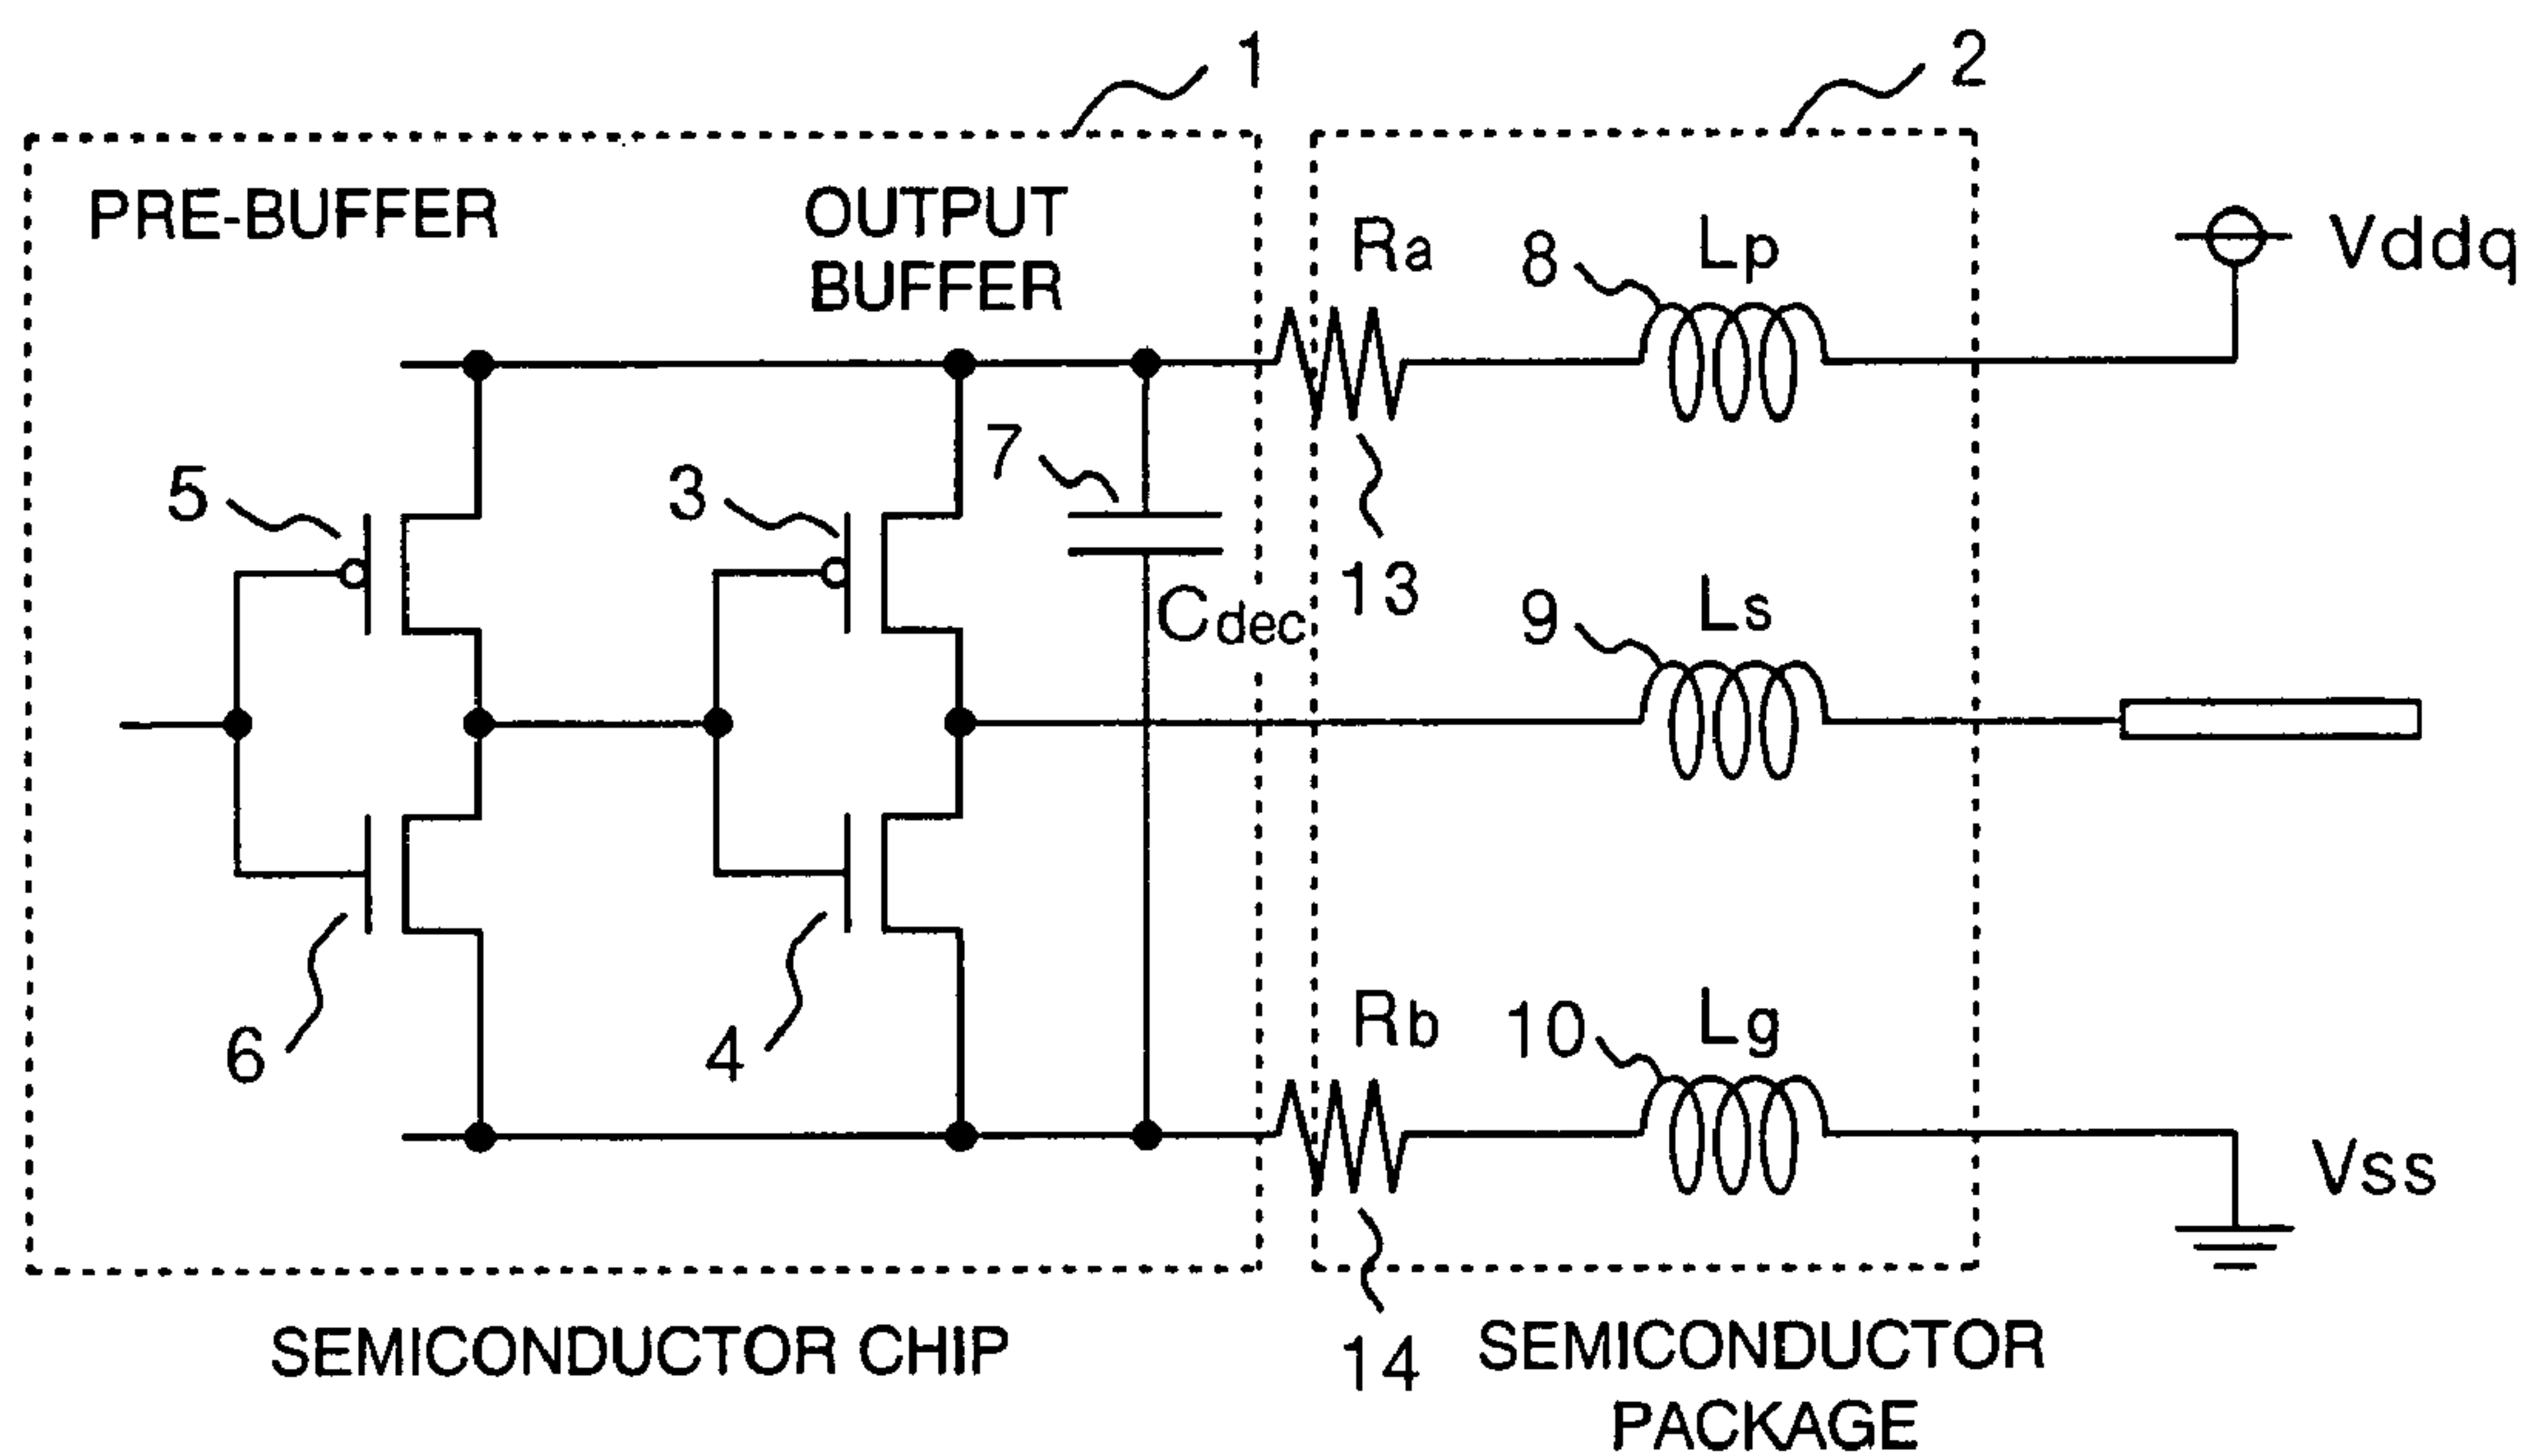 1
2
PRE-BUFFER
OUTPUT
BUFFER
Ra
8
Lp
Vddq
5
3
7
13
Cdec
9
Ls
6
4
Rb
10
Lg
Vss
14
SEMICONDUCTOR CHIP
SEMICONDUCTOR
PACKAGE